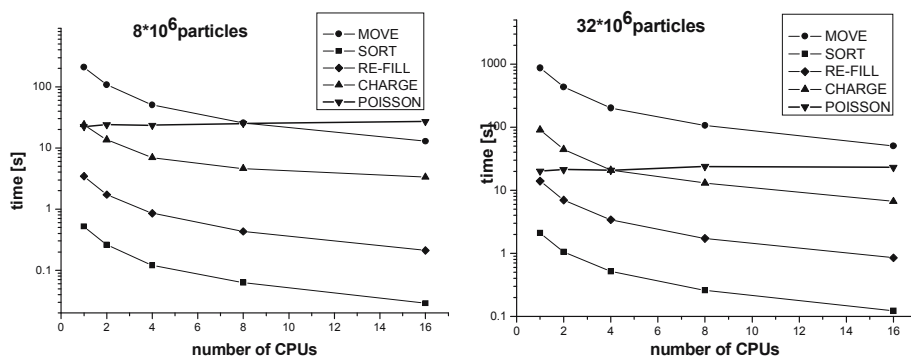 8*10⁶particles
MOVE
SORT
RE-FILL
CHARGE
POISSON
100
10
1
0.1
time [s]
0 2 4 6 8 10 12 14 16
number of CPUs
32*10⁶particles
MOVE
SORT
RE-FILL
CHARGE
POISSON
1000
100
10
1
0.1
time [s]
0 2 4 6 8 10 12 14 16
number of CPUs